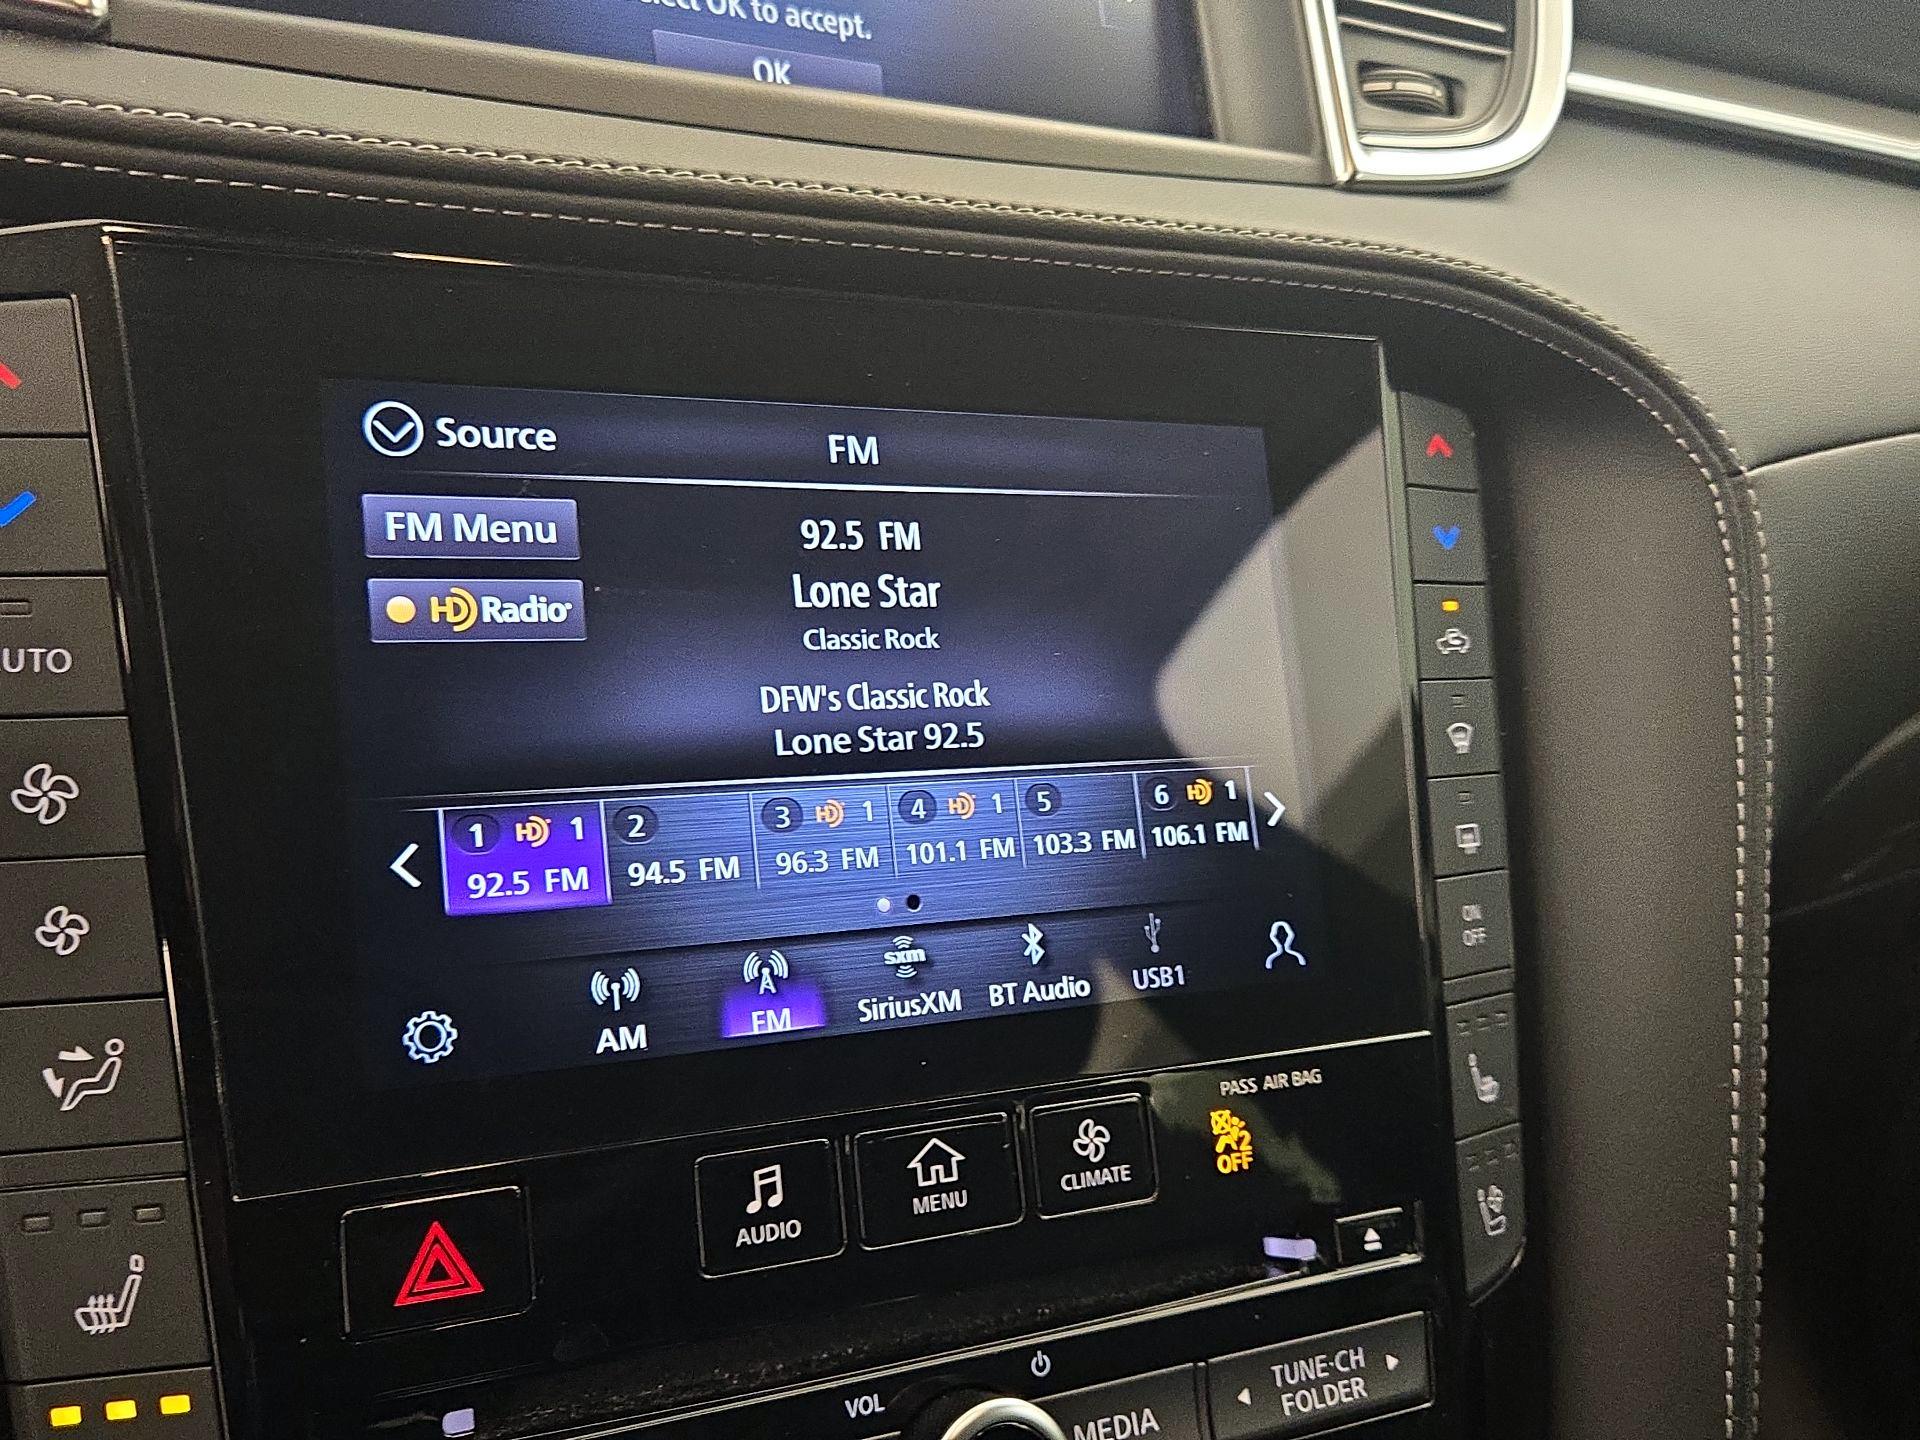 OK to accept.
OK
Source
FM
FM Menu
HD Radio
92.5 FM
Lone Star
Classic Rock
DFW's Classic Rock
Lone Star 92.5
1 HD 1
92.5 FM
2
94.5 FM
3 HD 1
96.3 FM
4 HD 1
101.1 FM
5
103.3 FM
6 HD 1
106.1 FM
AM
FM
sxm
SiriusXM
BT Audio
USB1
AUTO
ON
OFF
PASS AIR BAG
2
OFF
AUDIO
MENU
CLIMATE
VOL
MEDIA
TUNE·CH
FOLDER